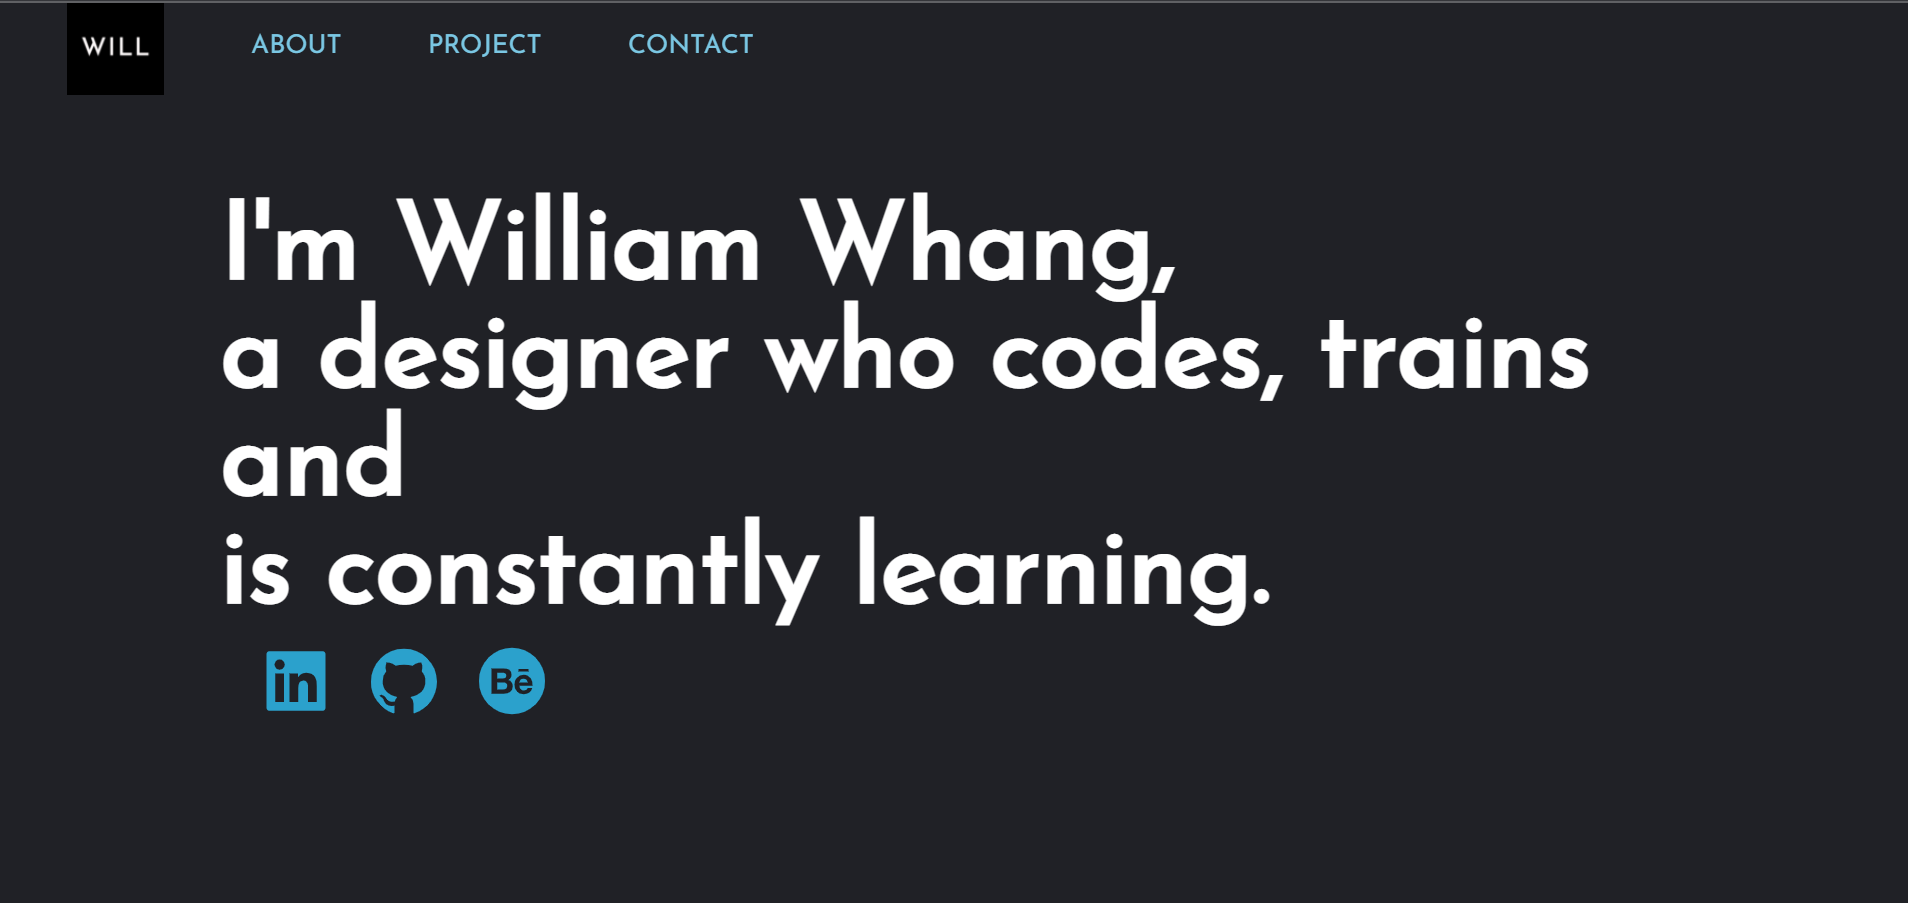 WILL
ABOUT PROJECT CONTACT
I'm William Whang,
a designer who codes, trains
and
is constantly learning.
in Bē